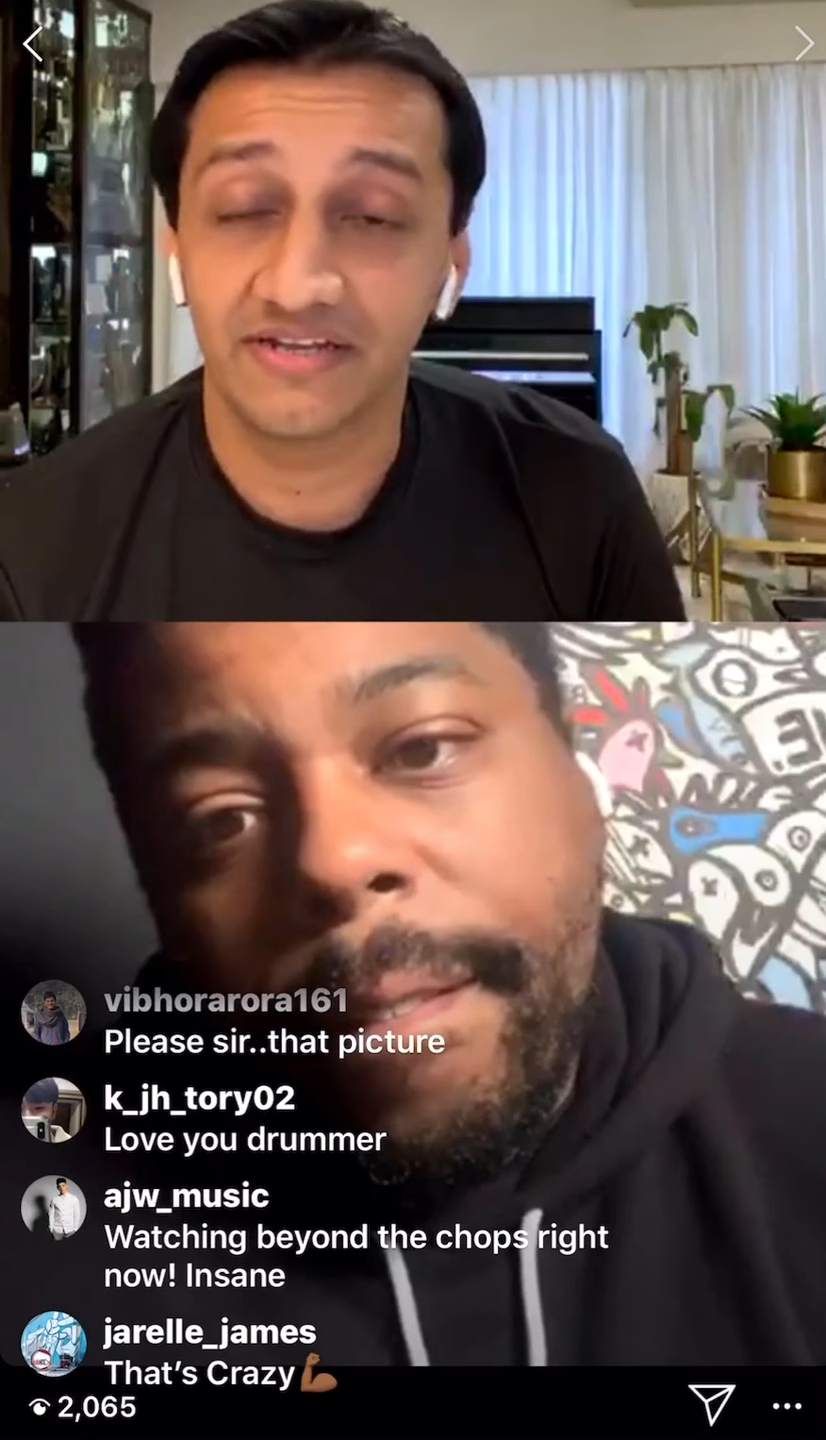 vibhorarora161
Please sir..that picture
k_jh_tory02
Love you drummer
ajw_music
Watching beyond the chops right
now! Insane
jarelle_james
That's Crazy💪🏾
2,065